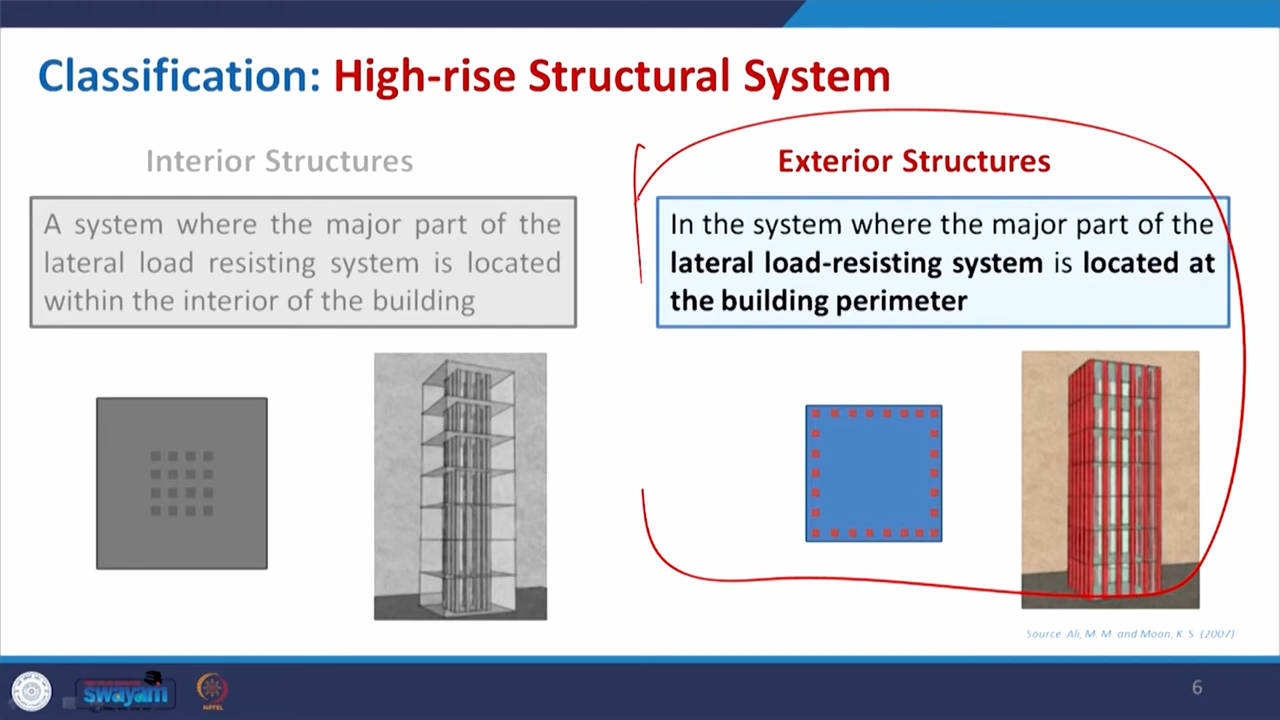 Classification: High-rise Structural System
Interior Structures
A system where the major part of the
lateral load resisting system is located
within the interior of the building
Exterior Structures
In the system where the major part of the
lateral load-resisting system is located at
the building perimeter
Source: Ali, M. M. and Moon, K. S. (2007)
swayam
NPTEL
6